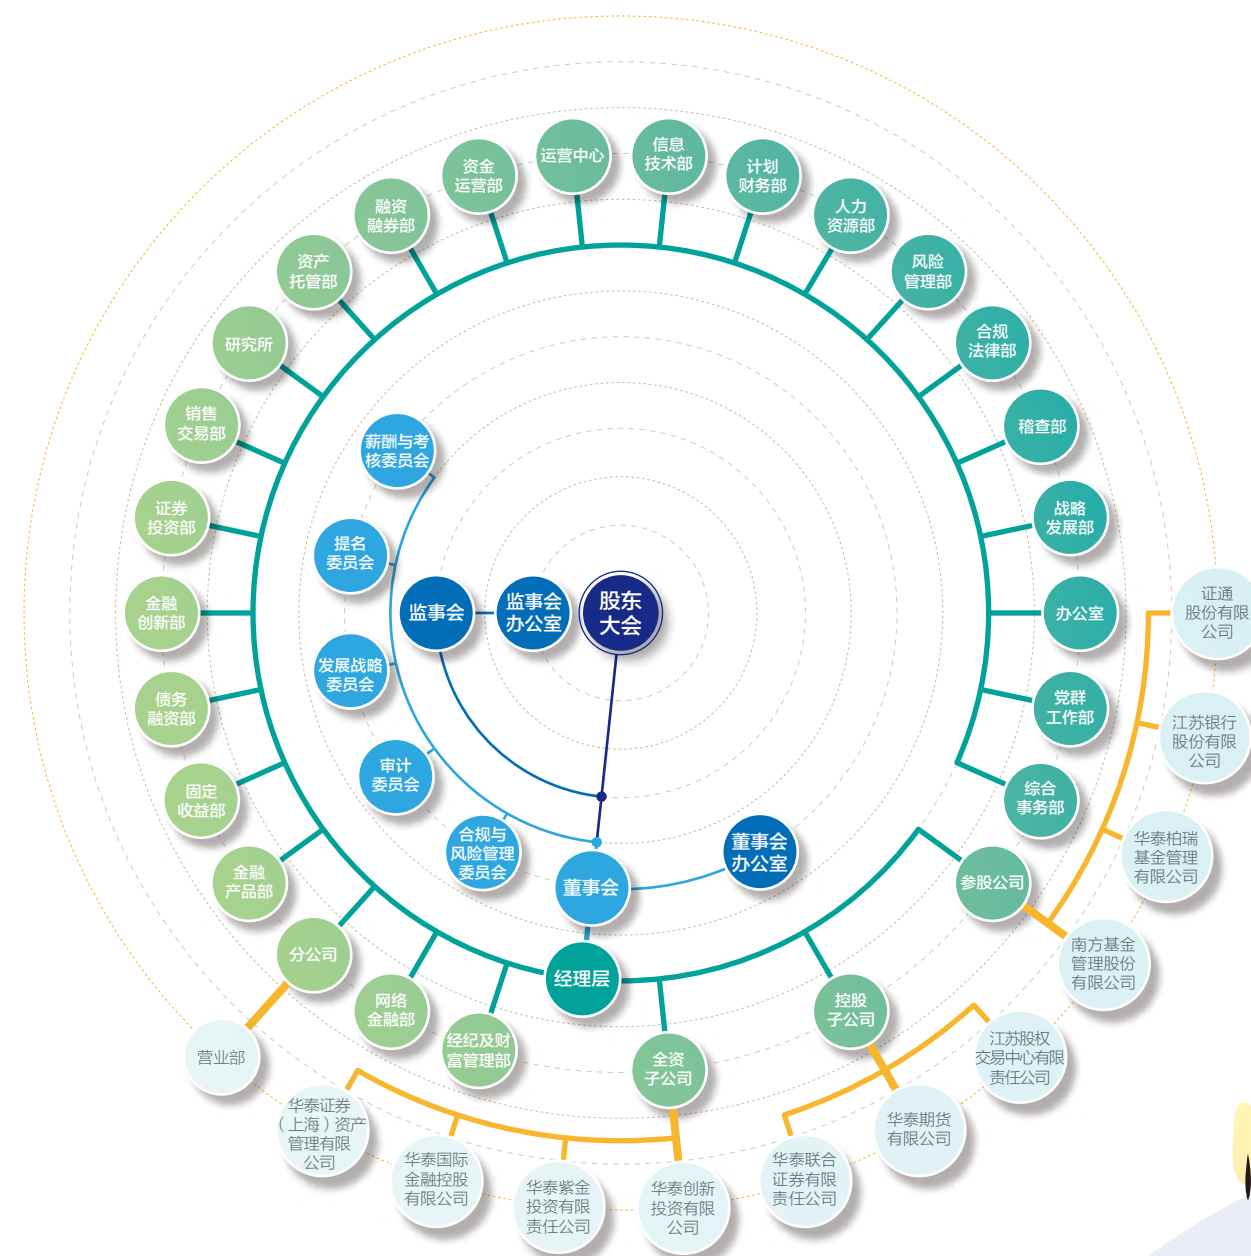 运营中心
信息
技术部
资金
运营部
计划
财务部
融资
融券部
人力
资源部
资产
托管部
风险
管理部
研究所
合规
法律部
销售
交易部
稽查部
薪酬与考
核委员会
证券
投资部
战略
发展部
提名
委员会
金融
创新部
监事会
监事会
办公室
股东
大会
办公室
证通
股份有限
公司
发展战略
委员会
债务
融资部
党群
工作部
江苏银行
股份有限
公司
审计
委员会
固定
收益部
综合
事务部
合规与
风险管理
委员会
董事会
董事会
办公室
华泰柏瑞
基金管理
有限公司
金融
产品部
参股公司
分公司
经理层
南方基金
管理股份
有限公司
网络
金融部
控股
子公司
经纪及财
富管理部
全资
子公司
江苏股权
交易中心有限
责任公司
营业部
华泰证券
（上海）资产
管理有限
公司
华泰期货
有限公司
华泰国际
金融控股
有限公司
华泰紫金
投资有限
责任公司
华泰创新
投资有限
公司
华泰联合
证券有限
责任公司